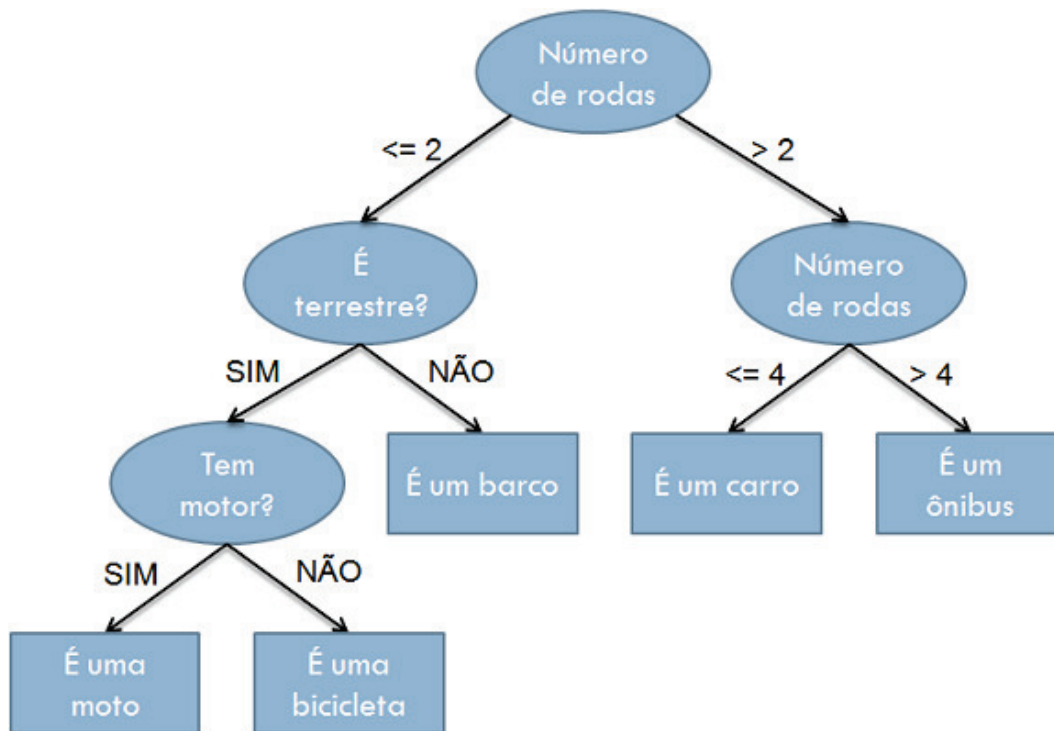 Número
de rodas
<= 2
> 2
É
terrestre?
Número
de rodas
SIM
NÃO
<= 4
> 4
Tem
motor?
É um barco
É um carro
É um
ônibus
SIM
NÃO
É uma
moto
É uma
bicicleta